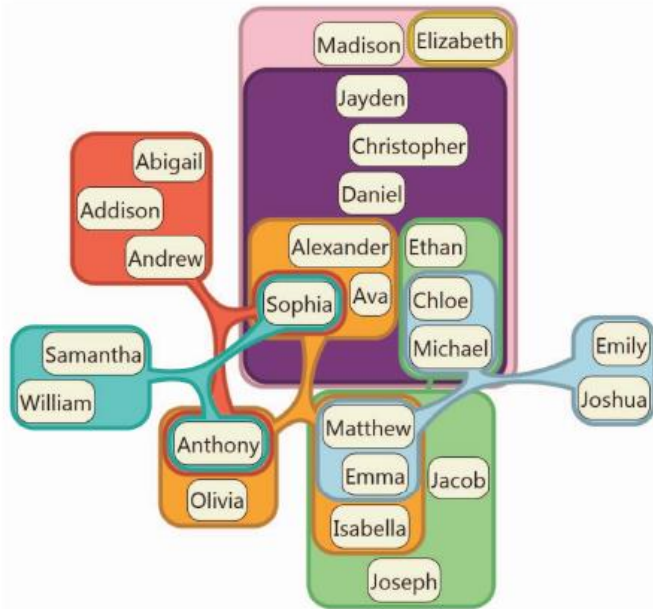 Madison
Elizabeth
Jayden
Christopher
Daniel
Abigail
Addison
Andrew
Alexander
Ethan
Sophia
Ava
Chloe
Michael
Samantha
William
Emily
Joshua
Anthony
Olivia
Matthew
Emma
Jacob
Isabella
Joseph